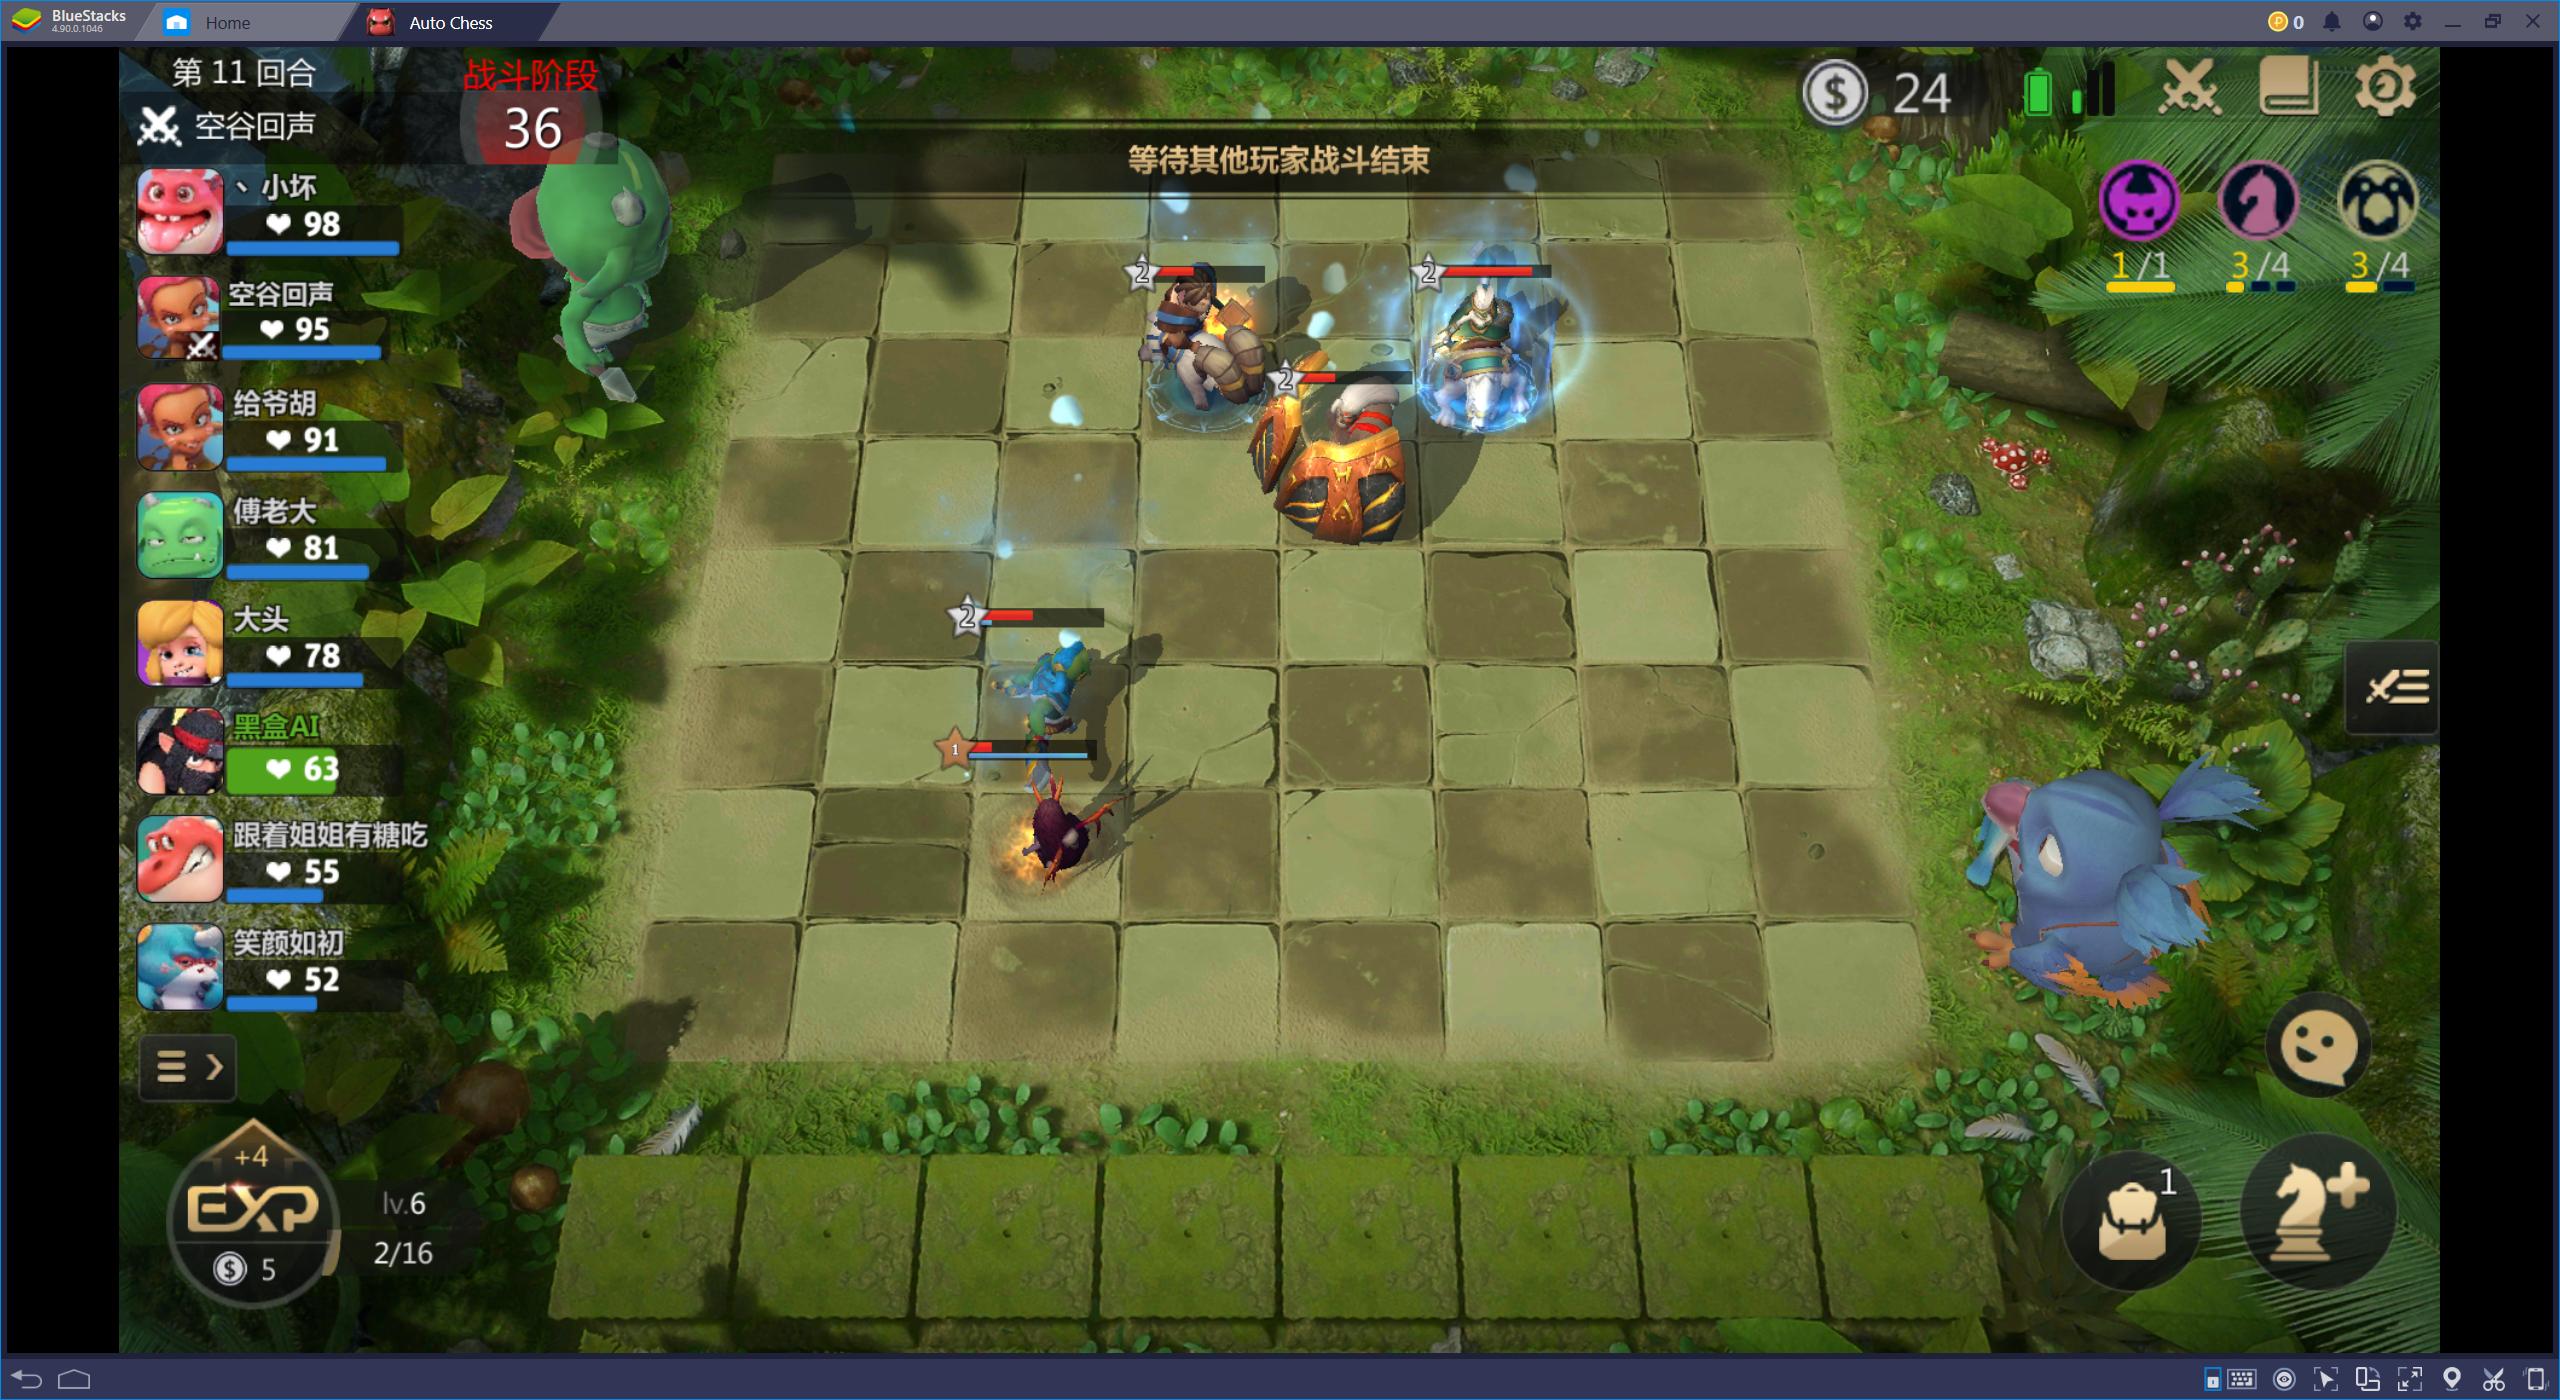 BlueStacks
4.90.0.1046
Home
Auto Chess
0
第 11 回合
战斗阶段
36
空谷回声
24
等待其他玩家战斗结束
丶小坏
98
空谷回声
95
给爷胡
91
傅老大
81
大头
78
黑盒AI
63
跟着姐姐有糖吃
55
笑颜如初
52
1/1
3/4
3/4
2
2
2
2
1
+4
EXP
5
lv.6
2/16
1